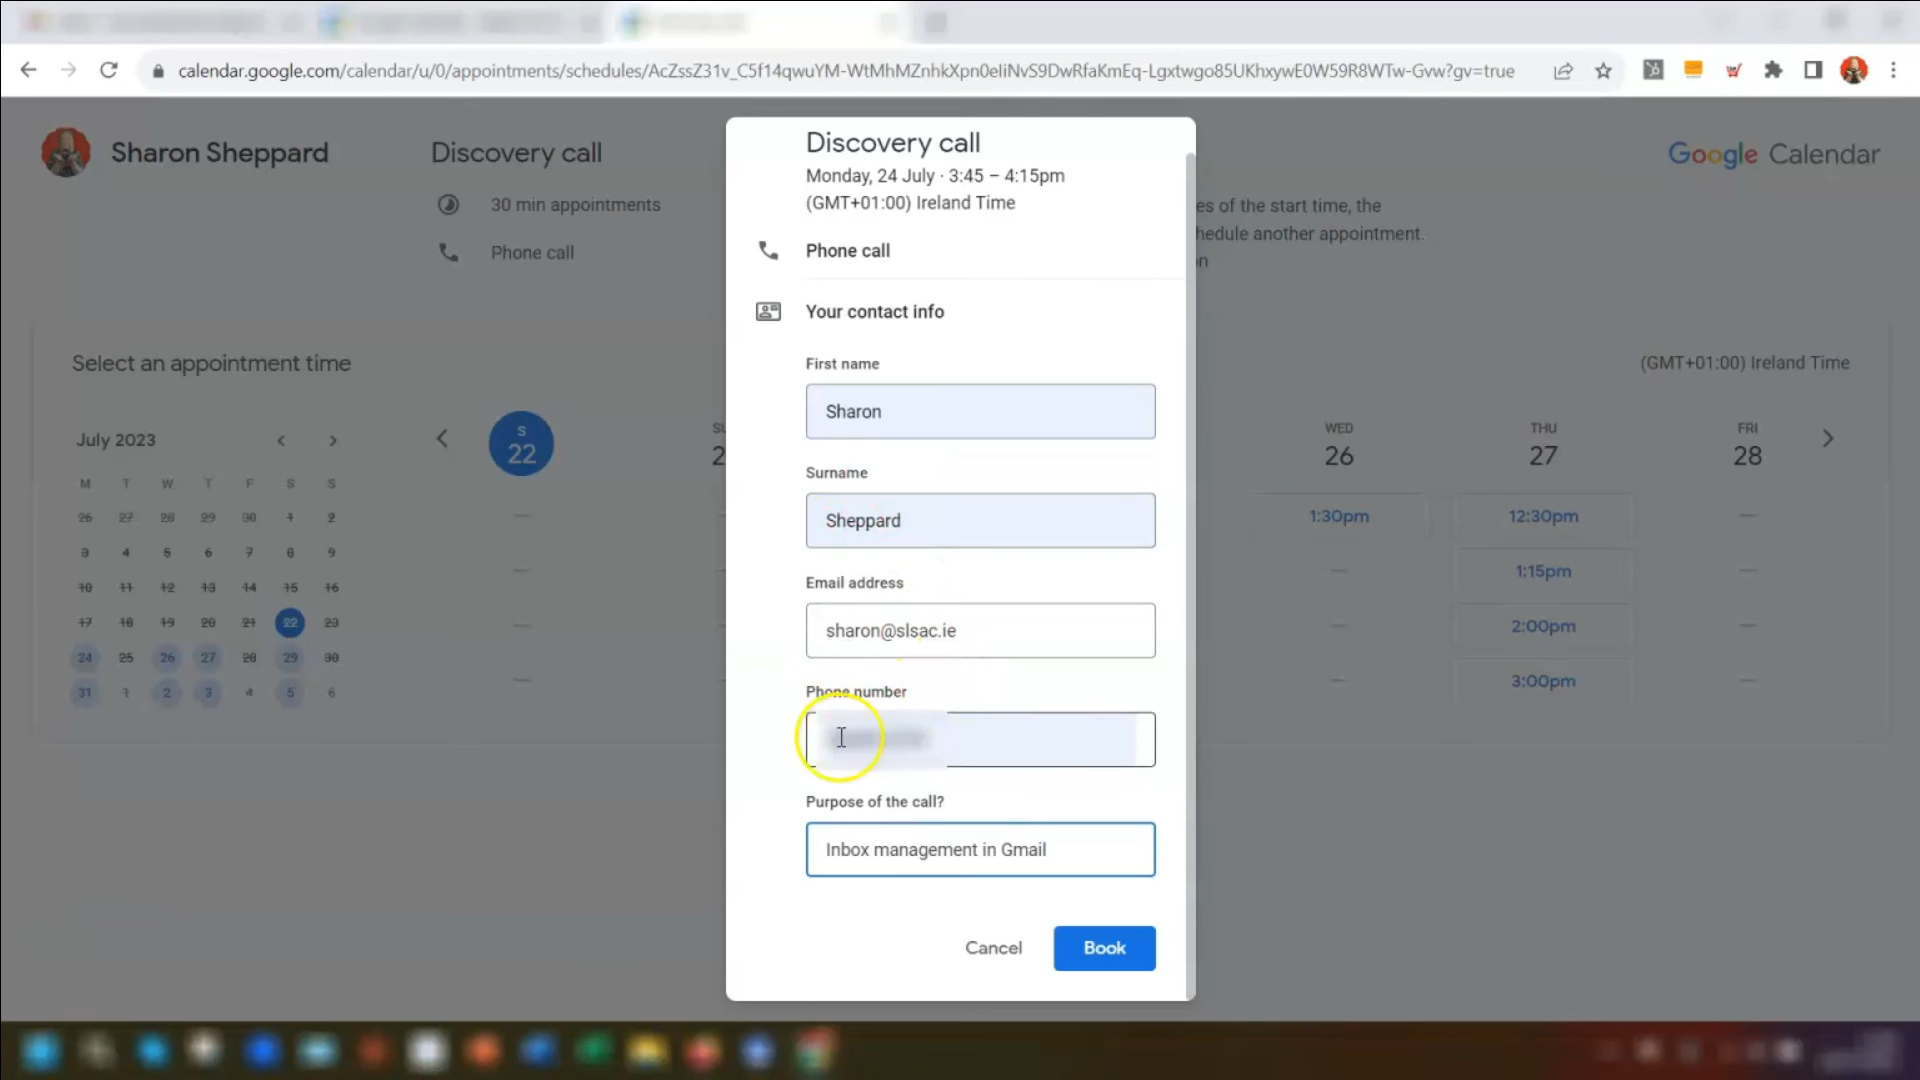 calendar.google.com/calendar/u/0/appointments/schedules/AcZssZ31v_C5f14qwuYM-WtMhMZnhkXpn0eIiNvS9DwRfaKmEq-Lgxtwgo85UKhxywE0W59R8WTw-Gvw?gv=true
Sharon Sheppard
Discovery call
30 min appointments
Phone call
Google Calendar
es of the start time, the
hedule another appointment.
on
Discovery call
Monday, 24 July · 3:45 – 4:15pm
(GMT+01:00) Ireland Time
Phone call
Your contact info
First name
Sharon
Surname
Sheppard
Email address
sharon@slsac.ie
Phone number
Purpose of the call?
Inbox management in Gmail
Cancel
Book
Select an appointment time
(GMT+01:00) Ireland Time
July 2023
M T W T F S S
26 27 28 29 30 1 2
3 4 5 6 7 8 9
10 11 12 13 14 15 16
17 18 19 20 21 22 23
24 25 26 27 28 29 30
31 1 2 3 4 5 6
S
22
SU
2
WED
26
THU
27
FRI
28
1:30pm
12:30pm
1:15pm
2:00pm
3:00pm